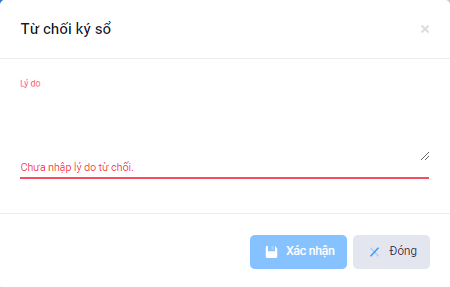 Từ chối ký số
Lý do
Chưa nhập lý do từ chối.
Xác nhận
Đóng